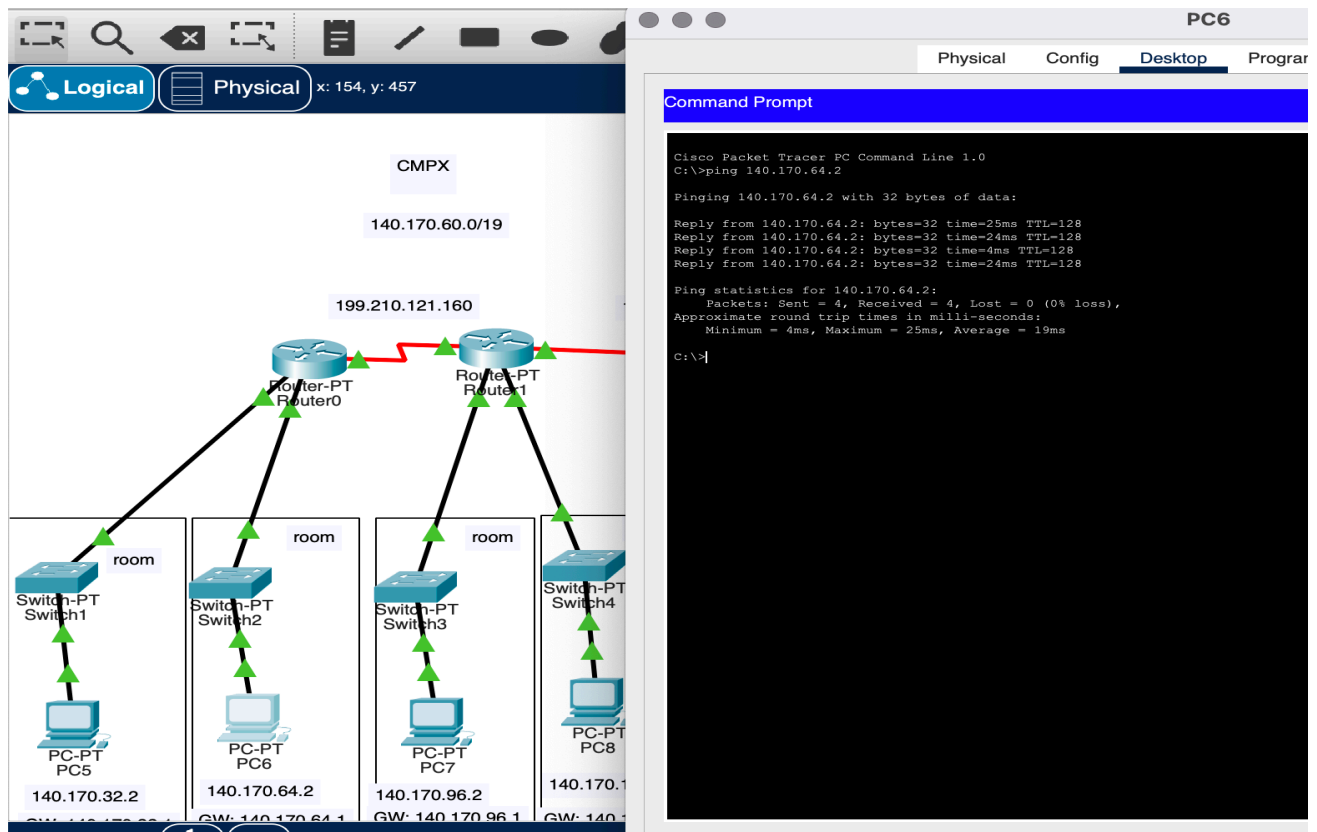 PC6
Physical Config Desktop
Logical Physical x: 154, y: 457
Command Prompt
Cisco Packet Tracer PC Command Line 1.0
C:\>ping 140.170.64.2
Pinging 140.170.64.2 with 32 bytes of data:
Reply from 140.170.64.2: bytes=32 time=25ms TTL=128
Reply from 140.170.64.2: bytes=32 time=24ms TTL=128
Reply from 140.170.64.2: bytes=32 time=4ms TTL=128
Reply from 140.170.64.2: bytes=32 time=24ms TTL=128
Ping statistics for 140.170.64.2:
Packets: Sent = 4, Received = 4, Lost = 0 (0% loss),
Approximate round trip times in milli-seconds:
Minimum = 4ms, Maximum = 25ms, Average = 19ms
C:\>
CMPX
140.170.60.0/19
199.210.121.160
Router-PT
Router0
Router-PT
Router1
room
room
room
Switch-PT
Switch1
Switch-PT
Switch2
Switch-PT
Switch3
Switch-PT
Switch4
PC-PT
PC5
PC-PT
PC6
PC-PT
PC7
PC-PT
PC8
140.170.32.2
140.170.64.2
140.170.96.2
GW: 140.170.64.1
GW: 140.170.96.1